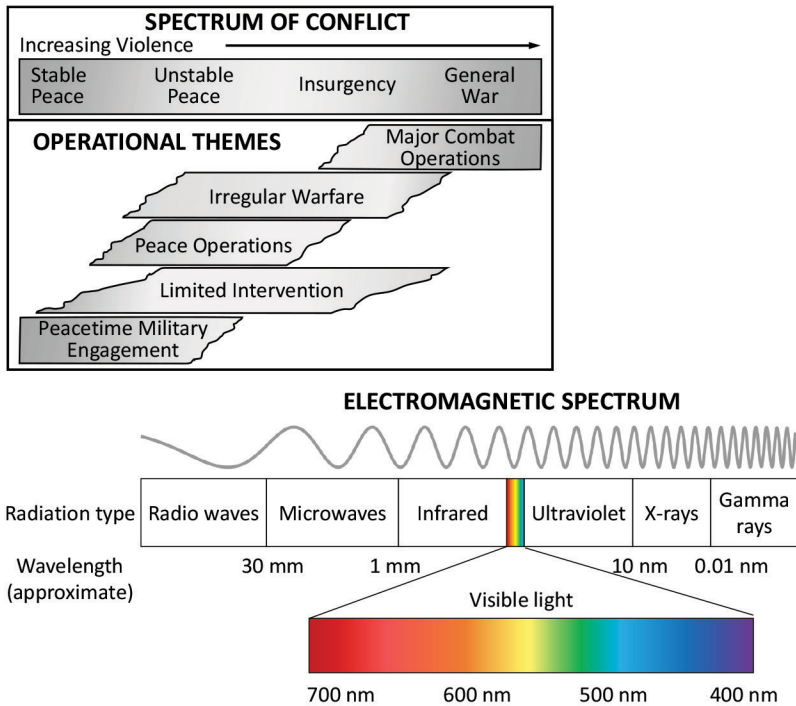 SPECTRUM OF CONFLICT
Increasing Violence
Stable Peace
Unstable Peace
Insurgency
General War
OPERATIONAL THEMES
Major Combat
Operations
Irregular Warfare
Peace Operations
Limited Intervention
Peacetime Military
Engagement
ELECTROMAGNETIC SPECTRUM
Radiation type
Radio waves
Microwaves
Infrared
Ultraviolet
X-rays
Gamma
rays
Wavelength
(approximate)
30 mm
1 mm
10 nm
0.01 nm
Visible light
700 nm
600 nm
500 nm
400 nm